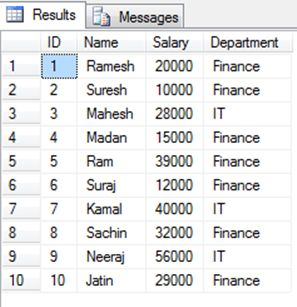 Results Messages
ID Name Salary Department
1 1 Ramesh 20000 Finance
2 2 Suresh 10000 Finance
3 3 Mahesh 28000 IT
4 4 Madan 15000 Finance
5 5 Ram 39000 Finance
6 6 Suraj 12000 Finance
7 7 Kamal 40000 IT
8 8 Sachin 32000 Finance
9 9 Neeraj 56000 IT
10 10 Jatin 29000 Finance